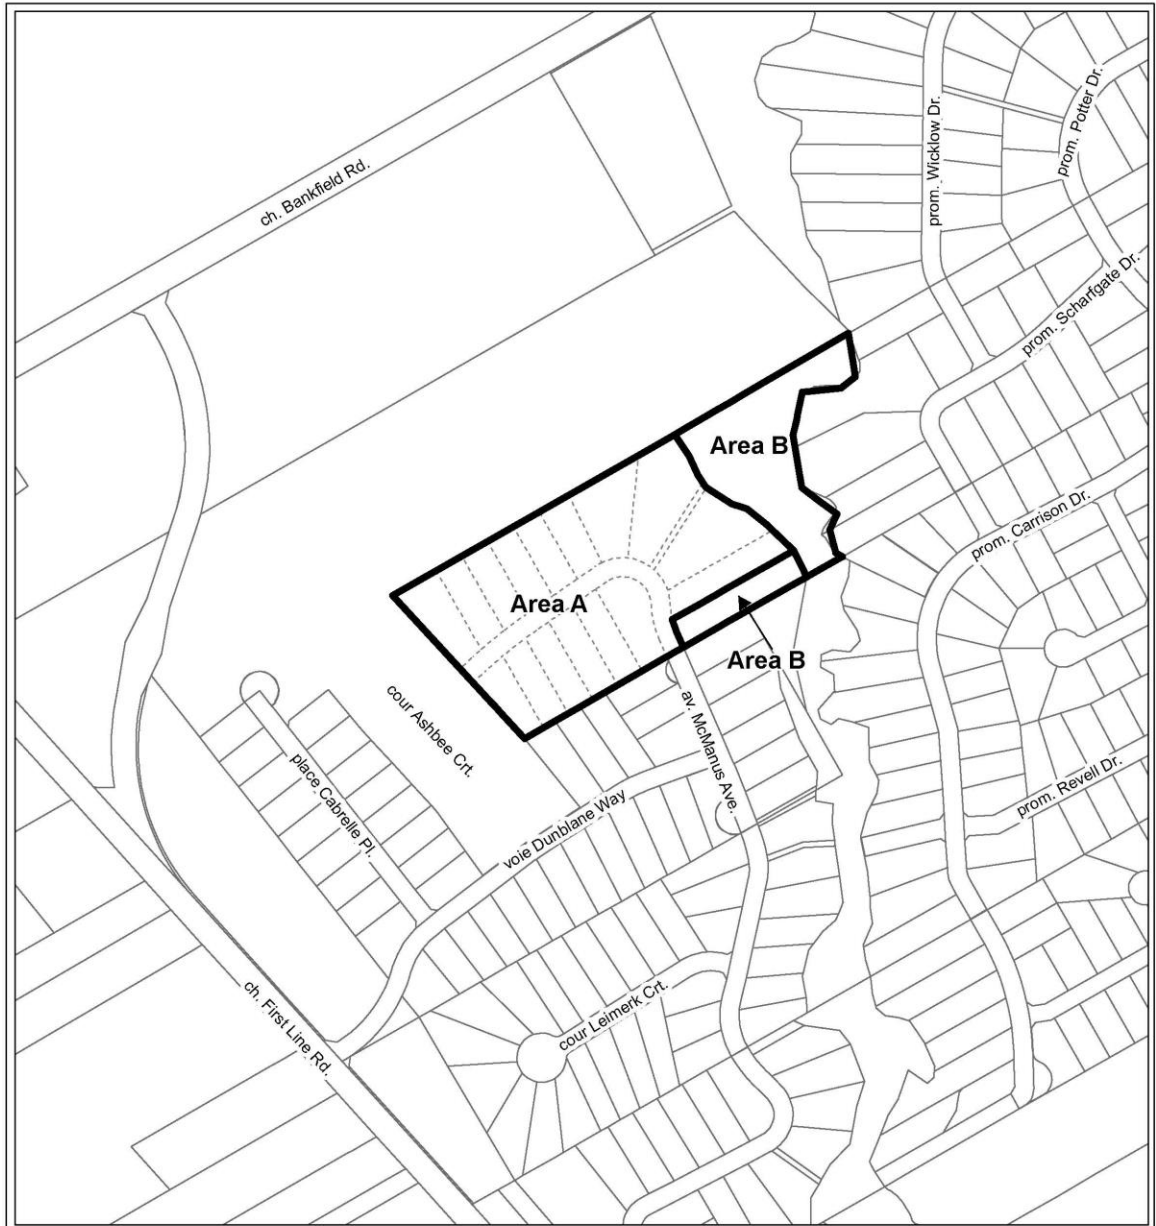 ch. Bankfield Rd.
prom. Wicklow Dr.
prom. Potter Dr.
prom. Scharfgate Dr.
Area B
prom. Carrison Dr.
Area A
Area B
cour Ashbee Crt.
av. McManus Ave.
place Cabrelle Pl.
prom. Revell Dr.
voie Dunblane Way
ch. First Line Rd.
cour Leimerk Crt.